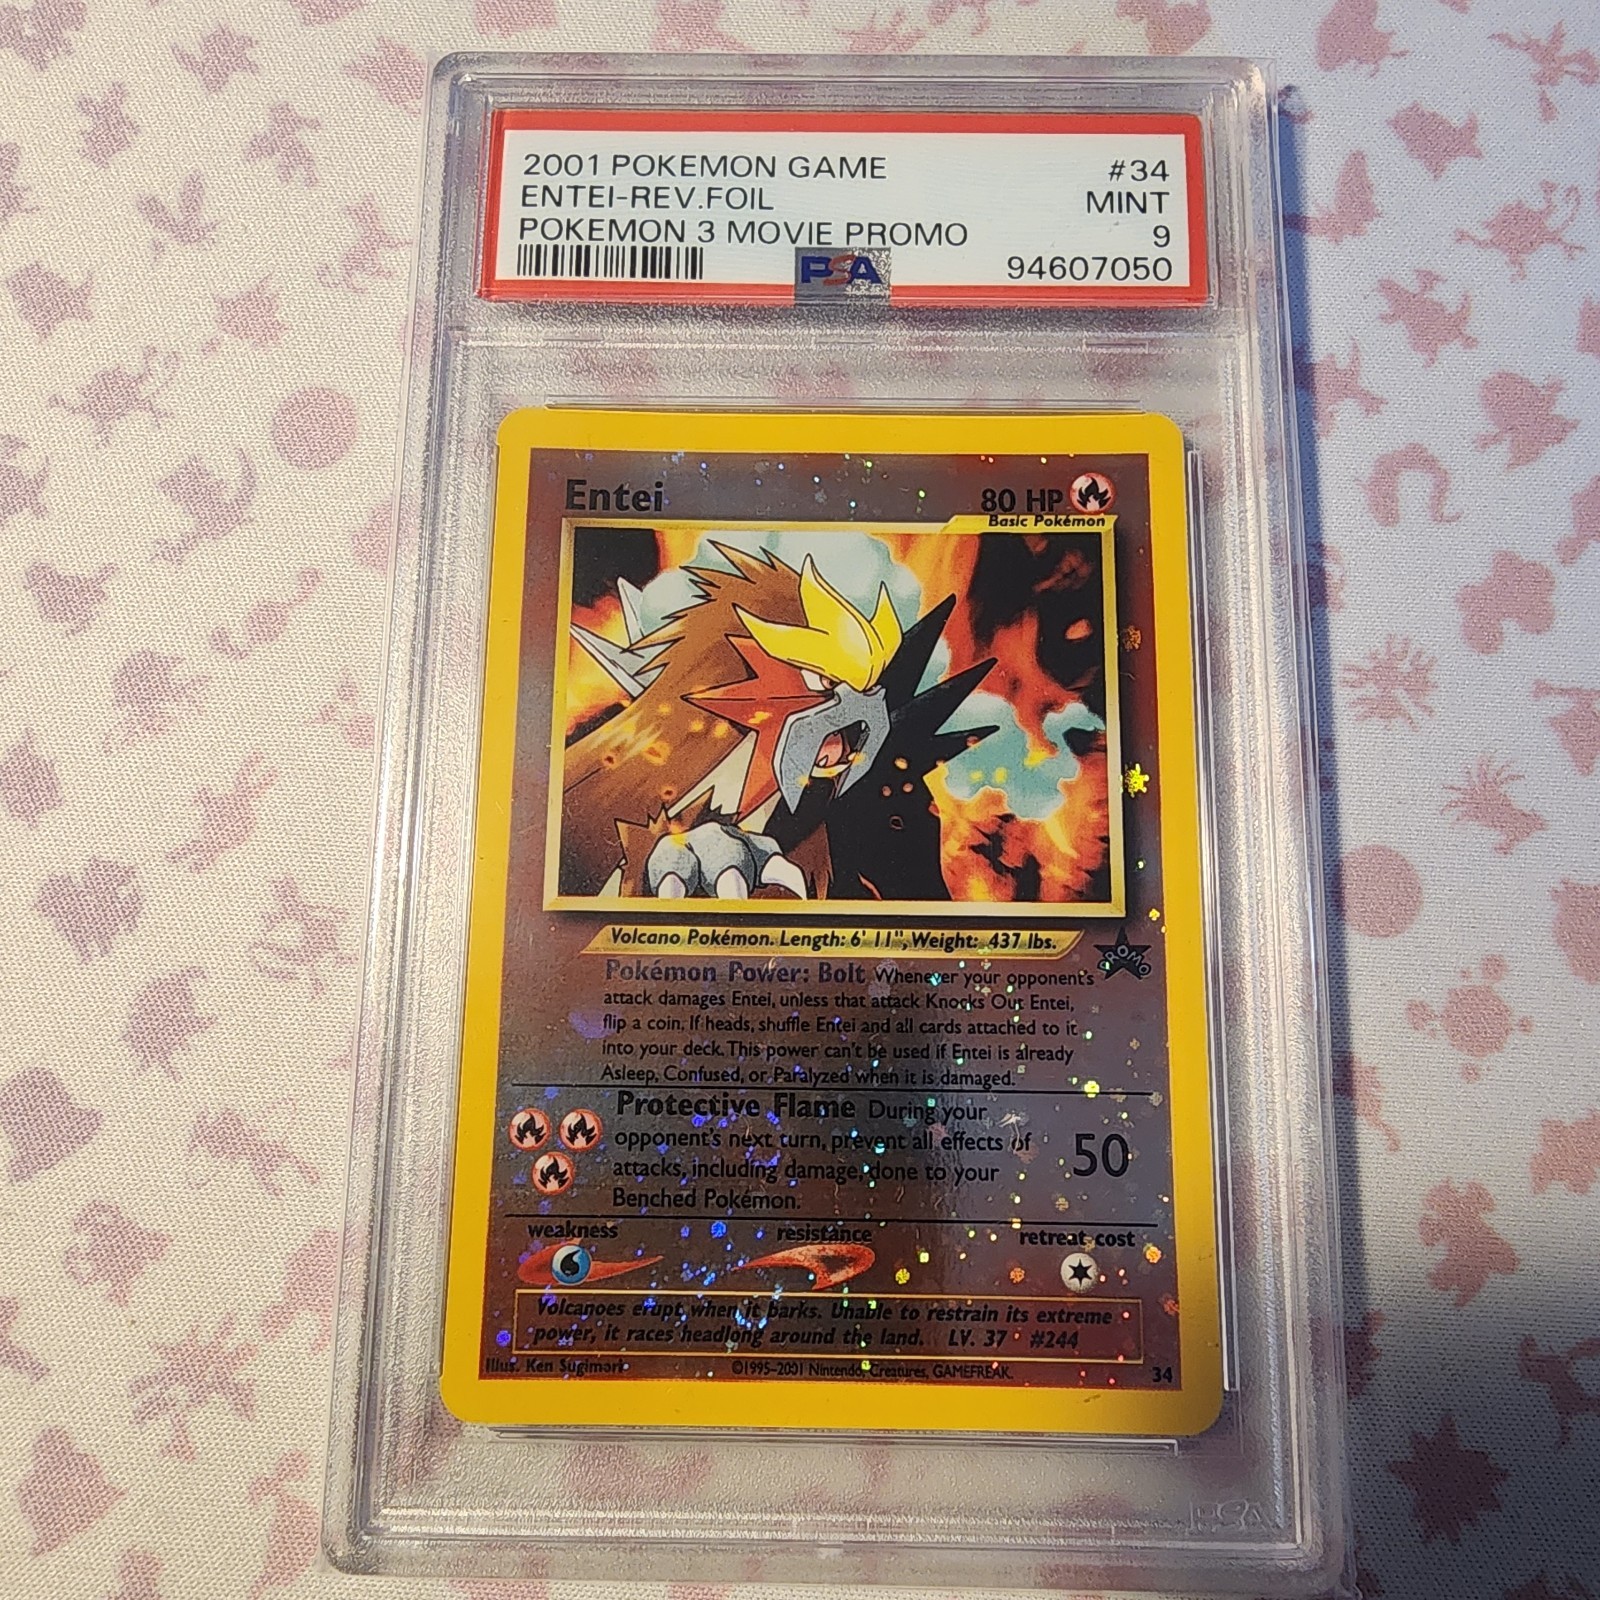 2001 POKEMON GAME #34
ENTEI-REV.FOIL MINT
POKEMON 3 MOVIE PROMO 9
PSA 94607050
Entei 80 HP
Basic Pokémon
Volcano Pokémon. Length: 6' 11", Weight: 437 lbs.
PROMO
Pokémon Power: Bolt Whenever your opponent's
attack damages Entei, unless that attack Knocks Out Entei,
flip a coin. If heads, shuffle Entei and all cards attached to it
into your deck. This power can't be used if Entei is already
Asleep, Confused, or Paralyzed when it is damaged.
Protective Flame During your
opponent's next turn, prevent all effects of
attacks, including damage, done to your
Benched Pokémon.
50
weakness resistance retreat cost
Volcanoes erupt when it barks. Unable to restrain its extreme
power, it races headlong around the land. LV. 37 #244
Illus. Ken Sugimori ©1995-2001 Nintendo, Creatures, GAMEFREAK. 34
PSA